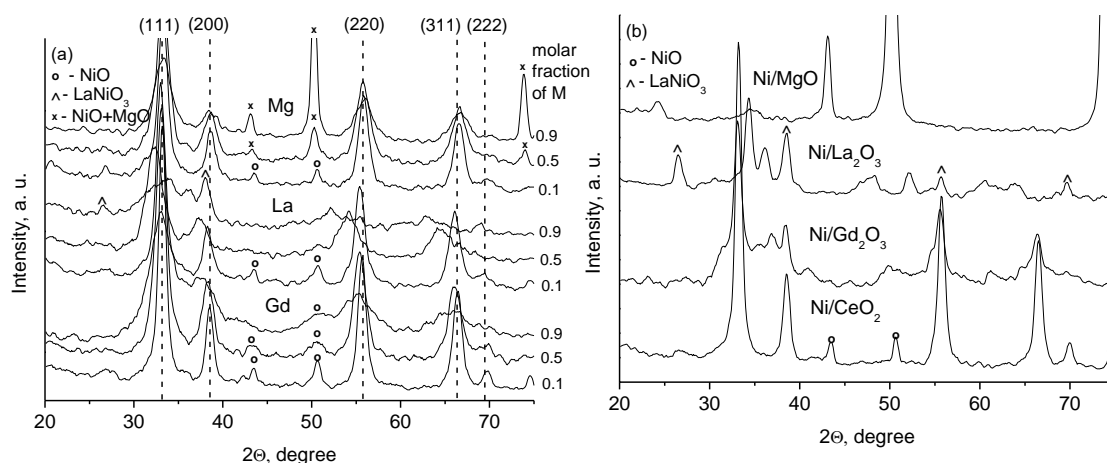 (111) (200) (220) (311) (222)
(a)
o - NiO
^ - LaNiO3
x - NiO+MgO
x
x
molar
fraction
of M
Mg
x
0.9
x
x
x
0.5
o
o
0.1
^
^
La
0.9
0.5
o
o
0.1
Gd
0.9
o
o
0.5
o
o
0.1
Intensity, a. u.
20 30 40 50 60 70
2Θ, degree
(b)
o - NiO
^ - LaNiO3
Ni/MgO
^
^
Ni/La2O3
^
^
Ni/Gd2O3
Ni/CeO2
o
o
Intensity, a. u.
20 30 40 50 60 70
2Θ, degree